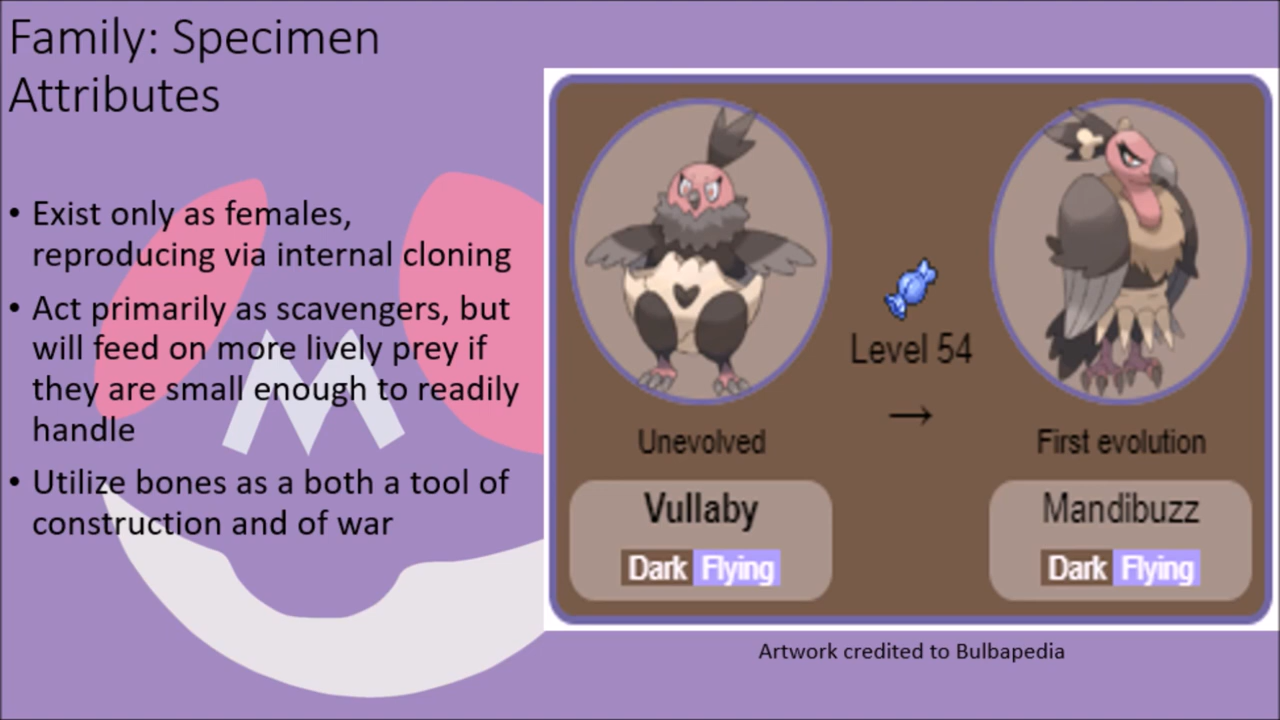 Family: Specimen
Attributes
• Exist only as females,
reproducing via internal cloning
• Act primarily as scavengers, but
will feed on more lively prey if
they are small enough to readily
handle
• Utilize bones as a both a tool of
construction and of war
M
Level 54
→
Unevolved
First evolution
Vullaby
Mandibuzz
Dark Flying
Dark Flying
Artwork credited to Bulbapedia